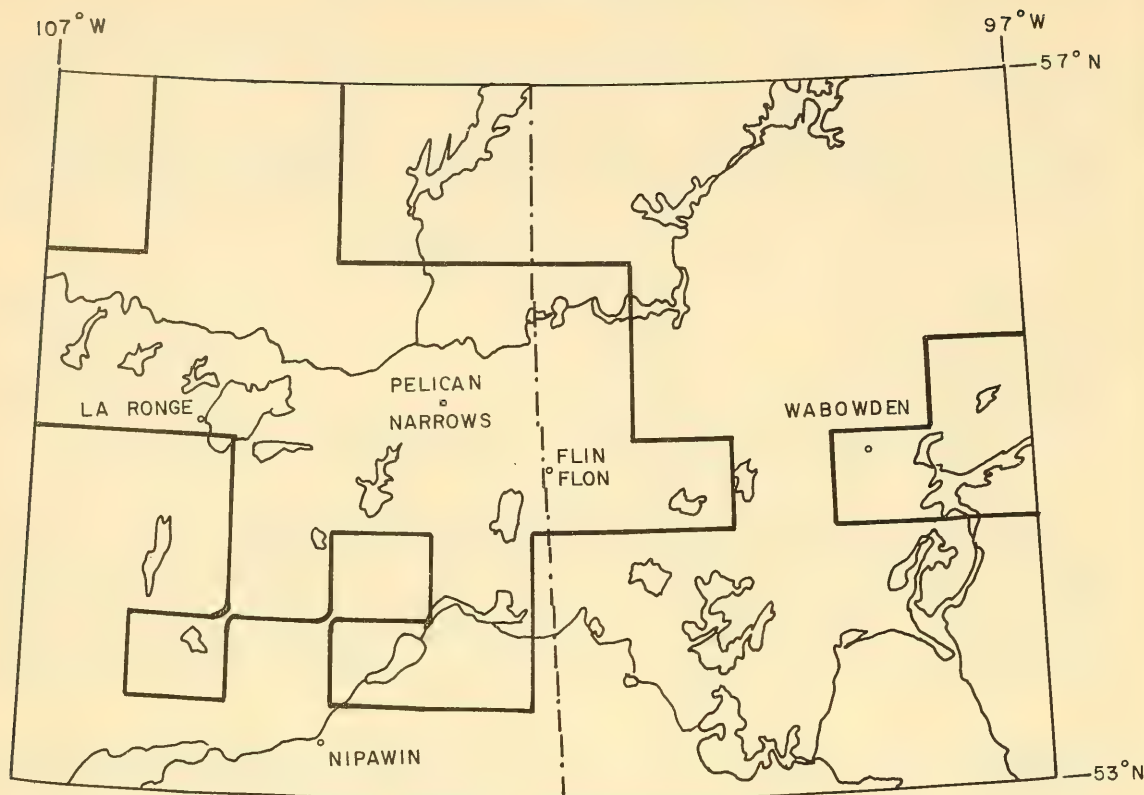 107°W
97°W
57°N
PELICAN
NARROWS
LA RONGE
WABOWDEN
FLIN
FLON
NIPAWIN
53°N